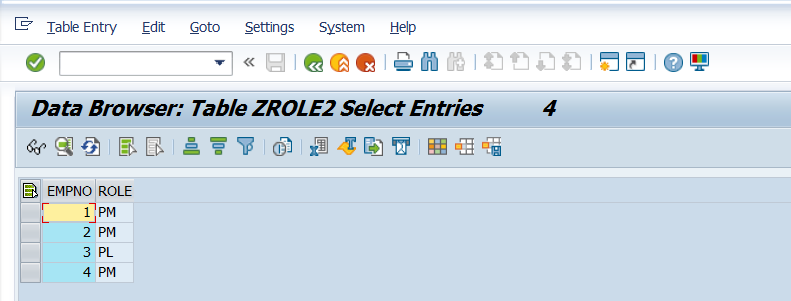 Table Entry Edit Goto Settings System Help
Data Browser: Table ZROLE2 Select Entries 4
EMPNO ROLE
1 PM
2 PM
3 PL
4 PM